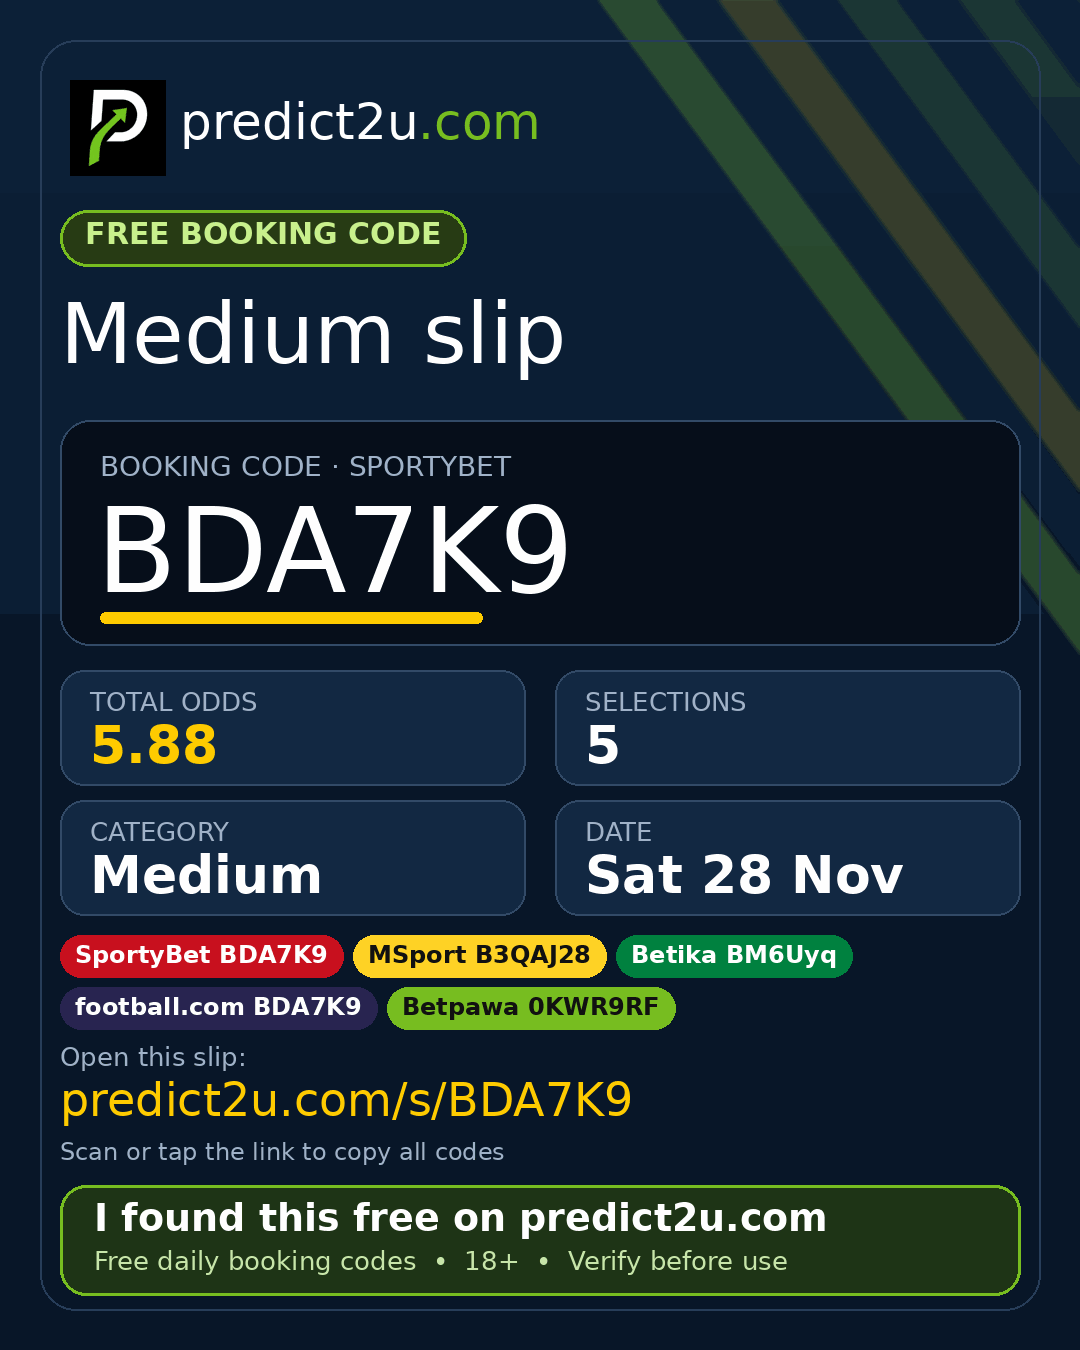 predict2u.com
FREE BOOKING CODE
Medium slip
BOOKING CODE · SPORTYBET
BDA7K9
TOTAL ODDS
5.88
SELECTIONS
5
CATEGORY
Medium
DATE
Sat 28 Nov
SportyBet BDA7K9
MSport B3QAJ28
Betika BM6Uyq
football.com BDA7K9
Betpawa 0KWR9RF
Open this slip:
predict2u.com/s/BDA7K9
Scan or tap the link to copy all codes
I found this free on predict2u.com
Free daily booking codes • 18+ • Verify before use